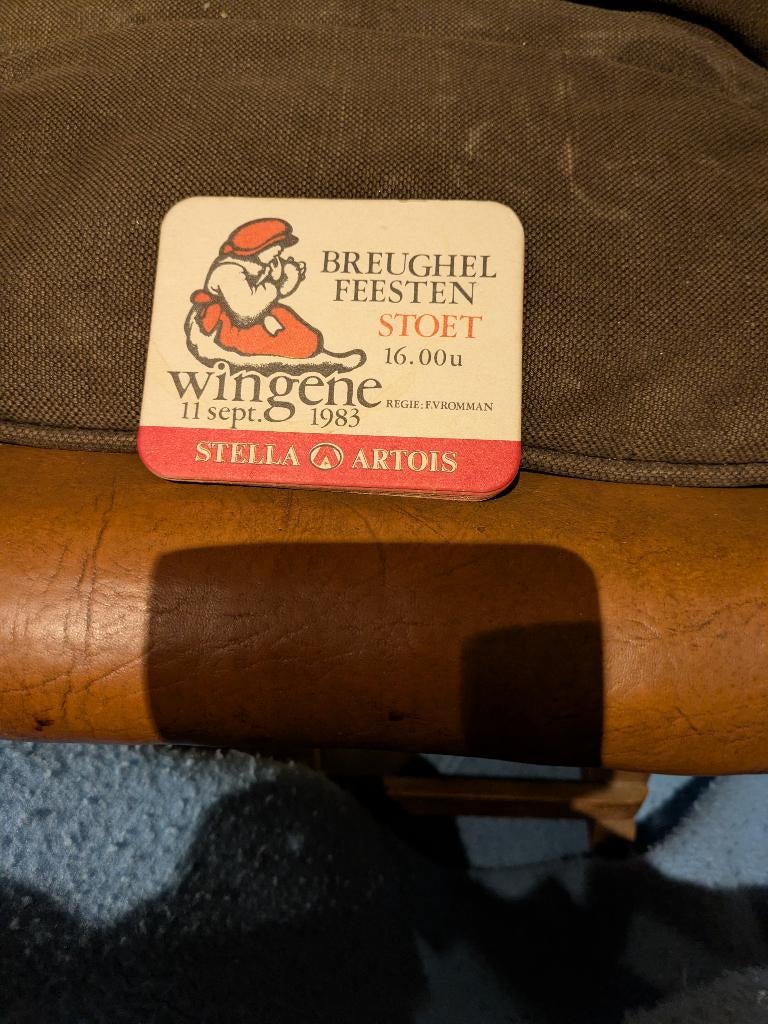 BREUGHEL
FEESTEN
STOET
16.00u
wingene
REGIE: F.VROMMAN
11 sept. 1983
STELLA ARTOIS